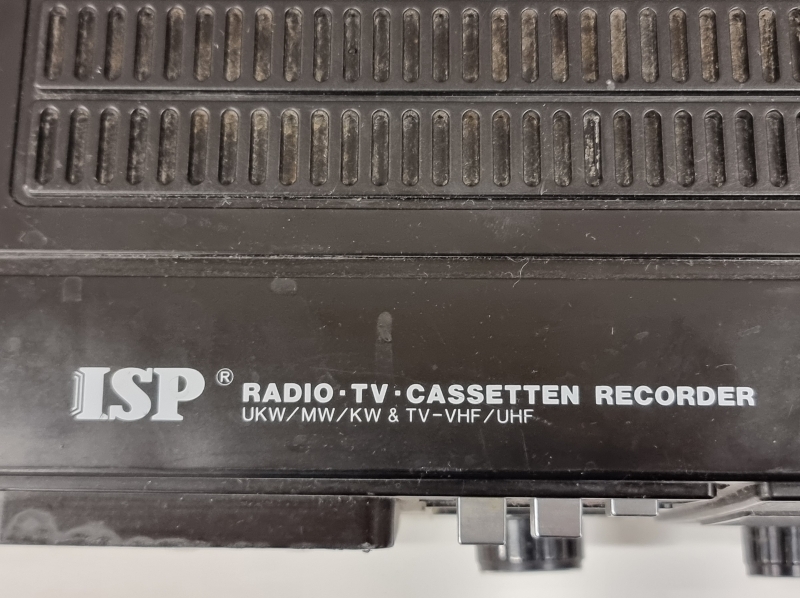 ISP® RADIO·TV·CASSETTEN RECORDER
UKW/MW/KW & TV-VHF/UHF